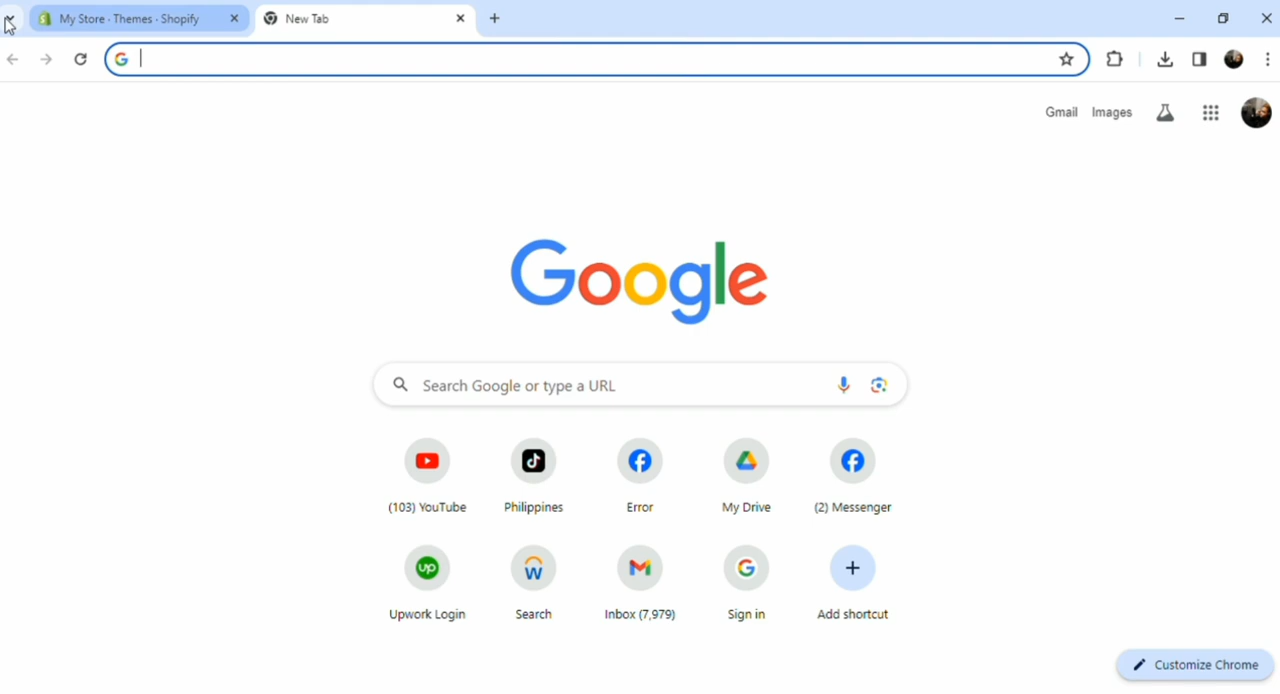 My Store · Themes · Shopify
New Tab
Gmail Images
Google
Search Google or type a URL
(103) YouTube Philippines Error My Drive (2) Messenger
up W
Upwork Login Search Inbox (7,979) Sign in Add shortcut
Customize Chrome